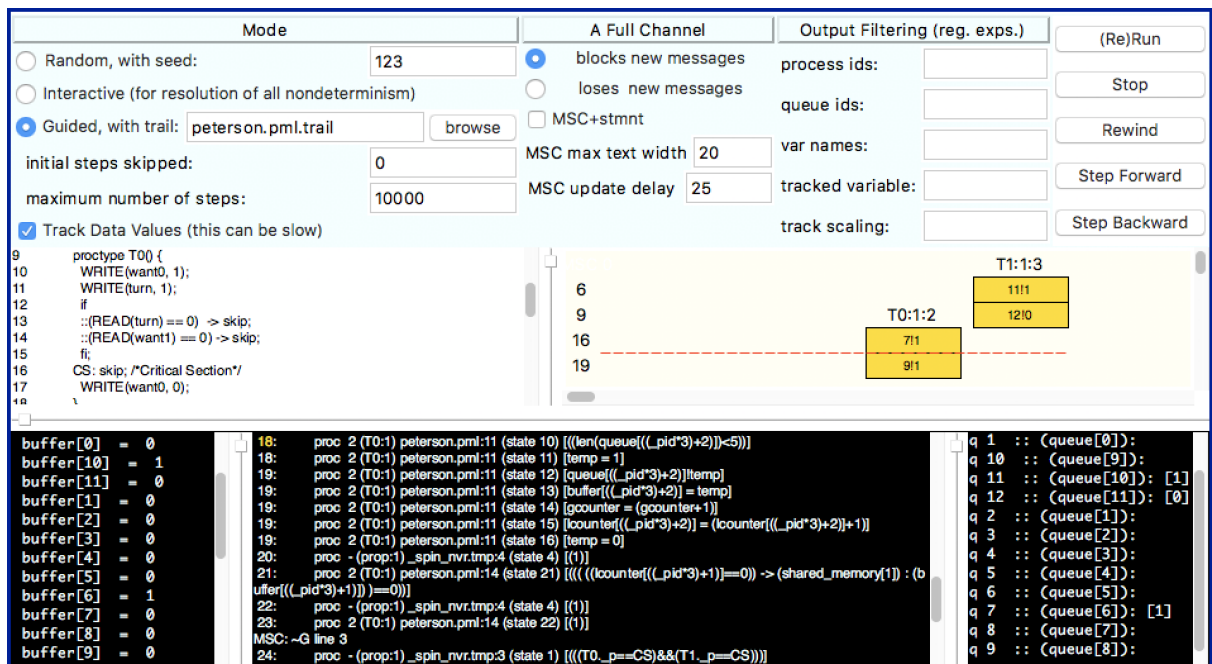 Mode
A Full Channel
Output Filtering (reg. exps.)
(Re)Run
Random, with seed:
123
blocks new messages
process ids:
Stop
Interactive (for resolution of all nondeterminism)
loses new messages
queue ids:
Guided, with trail:
peterson.pml.trail
browse
MSC+stmnt
Rewind
initial steps skipped:
0
MSC max text width
20
var names:
maximum number of steps:
10000
MSC update delay
25
tracked variable:
Step Forward
Track Data Values (this can be slow)
track scaling:
Step Backward
9 proctype T0() {
10 WRITE(want0, 1);
11 WRITE(turn, 1);
12 if
13 ::(READ(turn) == 0) -> skip;
14 ::(READ(want1) == 0) -> skip;
15 fi;
16 CS: skip; /*Critical Section*/
17 WRITE(want0, 0);
18 }
T1:1:3
6 11!1
9 T0:1:2 12!0
16 7!1
19 9!1
buffer[0] = 0
buffer[10] = 1
buffer[11] = 0
buffer[1] = 0
buffer[2] = 0
buffer[3] = 0
buffer[4] = 0
buffer[5] = 0
buffer[6] = 1
buffer[7] = 0
buffer[8] = 0
buffer[9] = 0
18: proc 2 (T0:1) peterson.pml:11 (state 10) [((len(queue[((_pid*3)+2)])<5))]
18: proc 2 (T0:1) peterson.pml:11 (state 11) [temp = 1]
19: proc 2 (T0:1) peterson.pml:11 (state 12) [queue[((_pid*3)+2)]!temp]
19: proc 2 (T0:1) peterson.pml:11 (state 13) [buffer[((_pid*3)+2)] = temp]
19: proc 2 (T0:1) peterson.pml:11 (state 14) [gcounter = (gcounter+1)]
19: proc 2 (T0:1) peterson.pml:11 (state 15) [lcounter[((_pid*3)+2)] = (lcounter[((_pid*3)+2)]+1)]
19: proc 2 (T0:1) peterson.pml:11 (state 16) [temp = 0]
20: proc - (prop:1) _spin_nvr.tmp:4 (state 4) [(1)]
21: proc 2 (T0:1) peterson.pml:14 (state 21) [(((( ((lcounter[((_pid*3)+1)]==0)) -> (shared_memory[1]) : (b
uffer[((_pid*3)+1)]) )==0))]
22: proc - (prop:1) _spin_nvr.tmp:4 (state 4) [(1)]
23: proc 2 (T0:1) peterson.pml:14 (state 22) [(1)]
MSC: ~G line 3
24: proc - (prop:1) _spin_nvr.tmp:3 (state 1) [(((T0._p==CS)&&(T1._p==CS)))]
q 1 :: (queue[0]):
q 10 :: (queue[9]):
q 11 :: (queue[10]): [1]
q 12 :: (queue[11]): [0]
q 2 :: (queue[1]):
q 3 :: (queue[2]):
q 4 :: (queue[3]):
q 5 :: (queue[4]):
q 6 :: (queue[5]):
q 7 :: (queue[6]): [1]
q 8 :: (queue[7]):
q 9 :: (queue[8]):